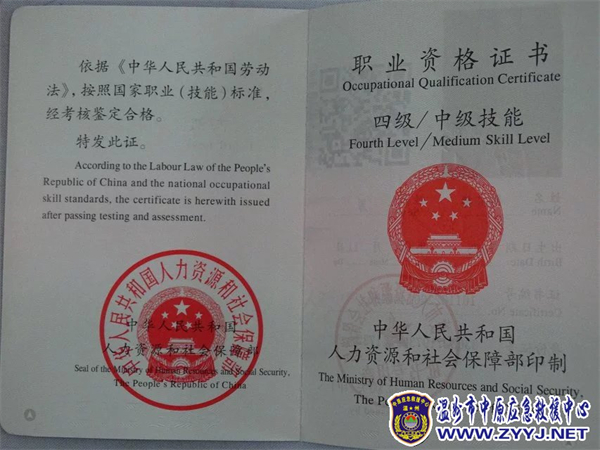 依据《中华人民共和国劳动
法》，按照国家职业（技能）标准，
经考核鉴定合格。
特发此证。
According to the Labour Law of the People's
Republic of China and the national occupational
skill standards, the certificate is herewith issued
after passing testing and assessment.
中华人民共和国人力资源和社会保障部
中华人民共和国
人力资源和社会保障部
Seal of the Ministry of Human Resources and Social Security,
The People's Republic of China
职业资格证书
Occupational Qualification Certificate
四级/中级技能
Fourth Level/Medium Skill Level
中华人民共和国
人力资源和社会保障部印制
The Ministry of Human Resources and Social Security,
The P
温州市中原应急救援中心
www.ZYYJ.NET